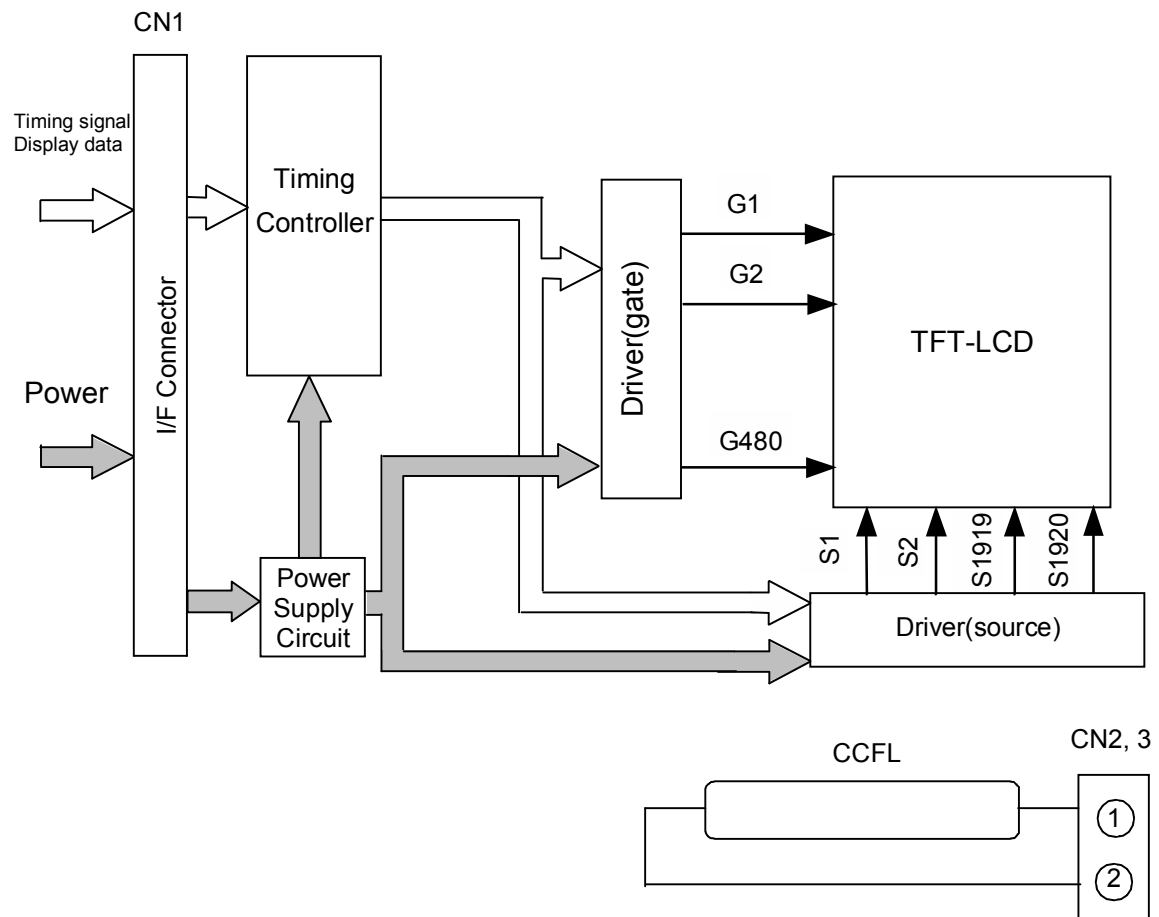 CN1
Timing signal
Display data
Power
I/F Connector
Timing
Controller
Power
Supply
Circuit
Driver(gate)
G1
G2
G480
TFT-LCD
S1
S2
S1919
S1920
Driver(source)
CCFL
CN2, 3
1
2